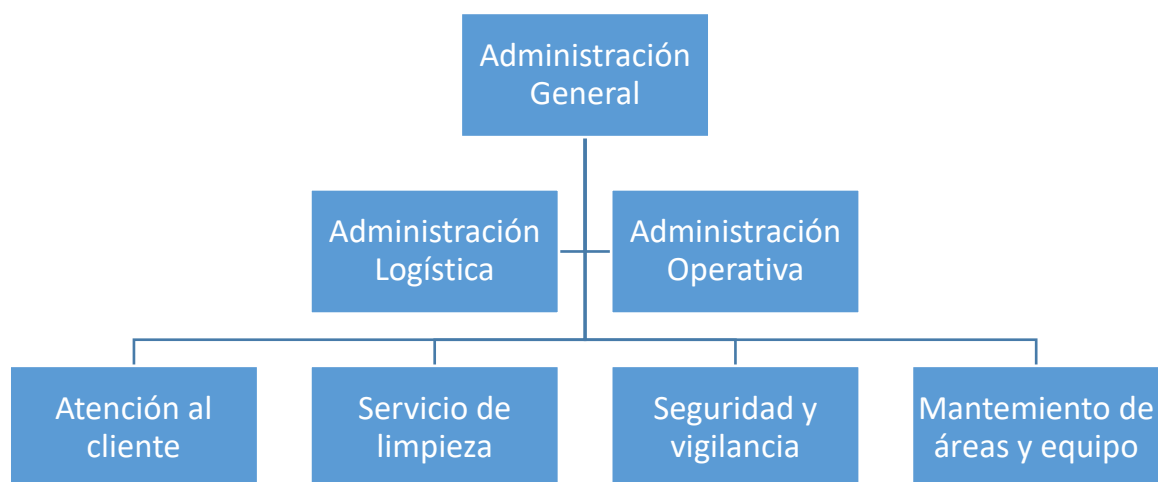 Administración
General
Administración
Logística
Administración
Operativa
Atención al
cliente
Servicio de
limpieza
Seguridad y
vigilancia
Mantemiento de
áreas y equipo